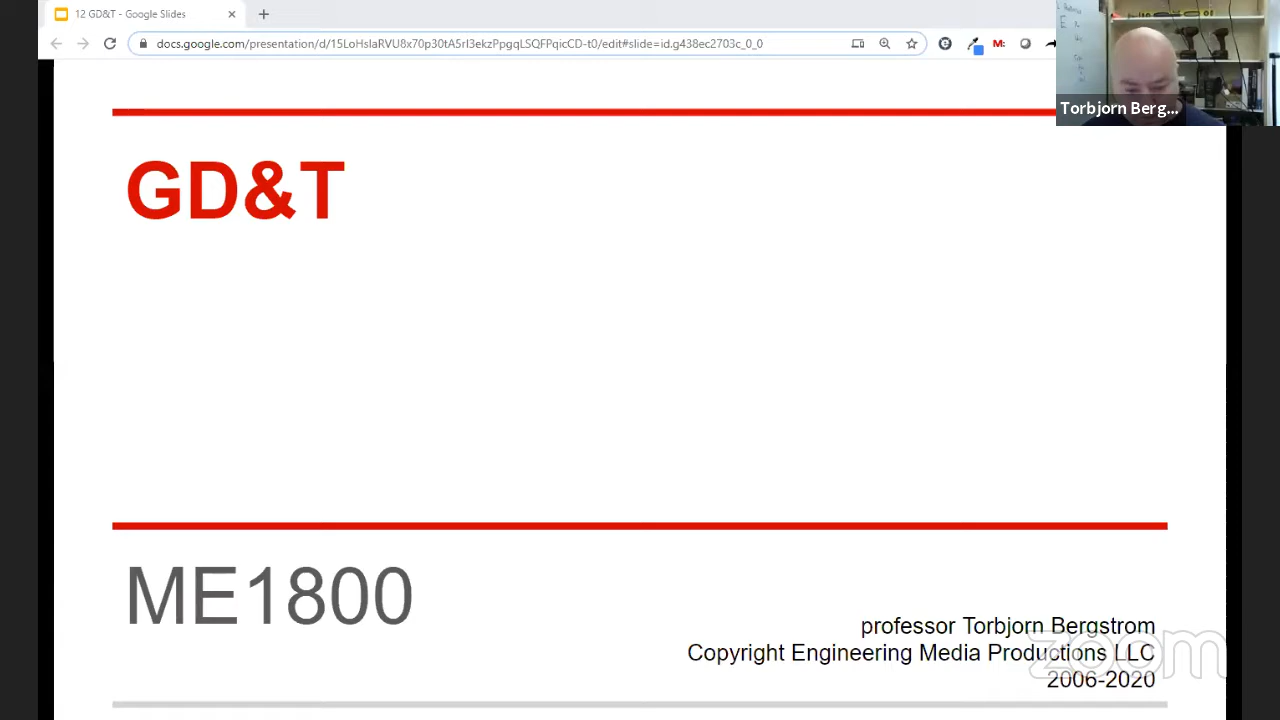 12 GD&T - Google Slides
docs.google.com/presentation/d/15LoHsIaRVU8x70p30tA5rI3ekzPpgqLSQFPqicCD-t0/edit#slide=id.g438ec2703c_0_0
M:
Torbjorn Berg...
GD&T
ME1800
professor Torbjorn Bergstrom
Copyright Engineering Media Productions LLC
2006-2020
zoom